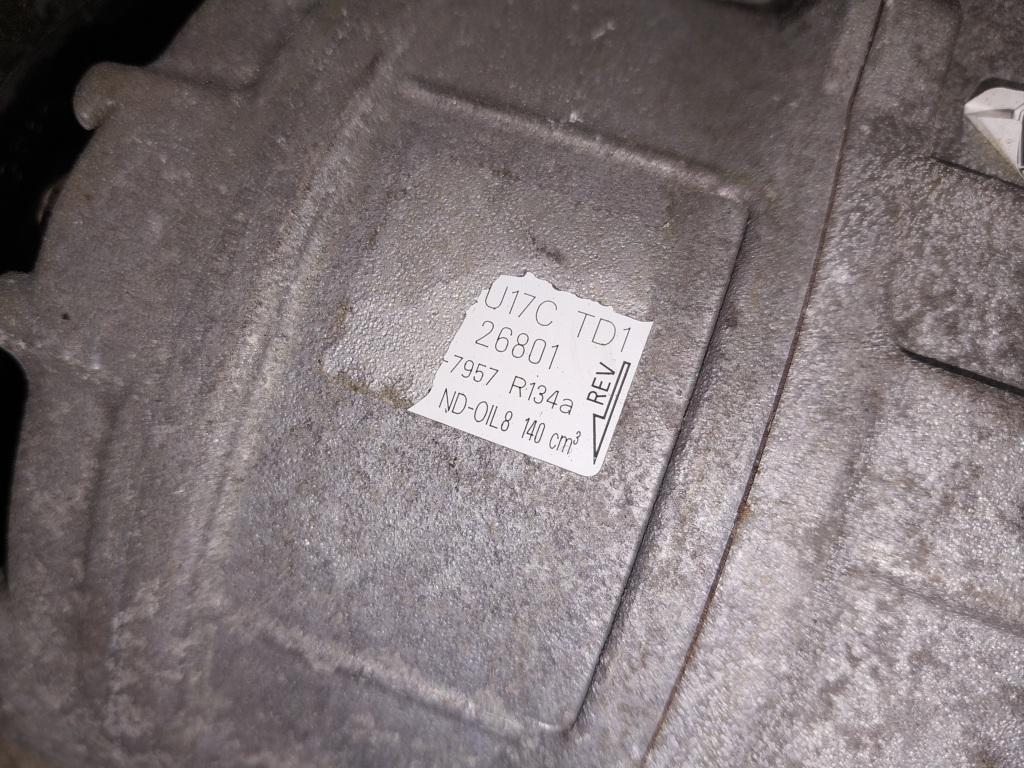 U17C TD1
26801
7957 R134a
ND-OIL8 140 cm³
REV